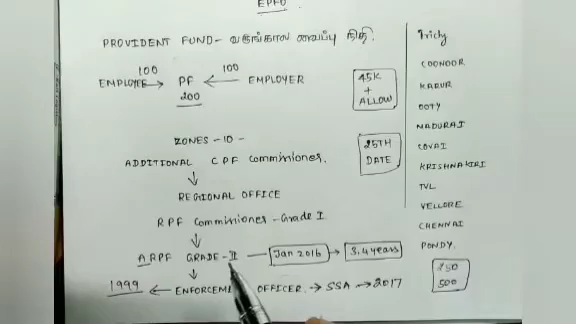 EPFO
PROVIDENT FUND - வருங்கால வைப்பு நிதி.
100 100
EMPLOYEE → PF ← EMPLOYER
200
45K
+
ALLOW
ZONES - 10 -
ADDITIONAL CPF Commissioner.
25TH
DATE
↓
REGIONAL OFFICE
RPF Commissioner - Grade I
↓
ARPF GRADE - II — Jan 2016 → 3.4 years
↓
1999 ← ENFORCEME OFFICER → SSA → 2017
Trichy
COONOOR
KARUR
OOTY
MADURAI
COVAI
KRISHNAGIRI
TVL
VELLORE
CHENNAI
PONDY
250
500